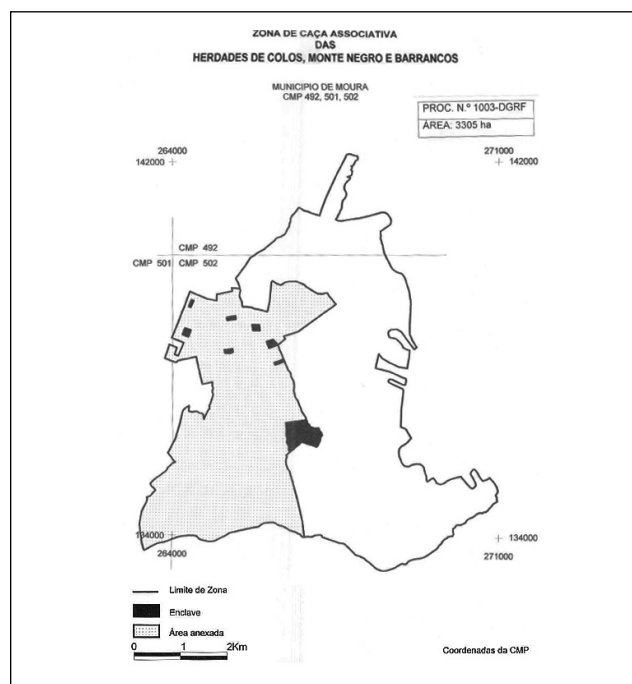 ZONA DE CAÇA ASSOCIATIVA
DAS
HERDADES DE COLOS, MONTE NEGRO E BARRANCOS
MUNICIPIO DE MOURA
CMP 492, 501, 502
PROC. N.º 1003-DGRF
ÁREA: 3305 ha
264000
142000
271000
142000
CMP 492
CMP 501 CMP 502
134000
264000
134000
271000
Limite de Zona
Enclave
Área anexada
0 1 2Km
Coordenadas da CMP